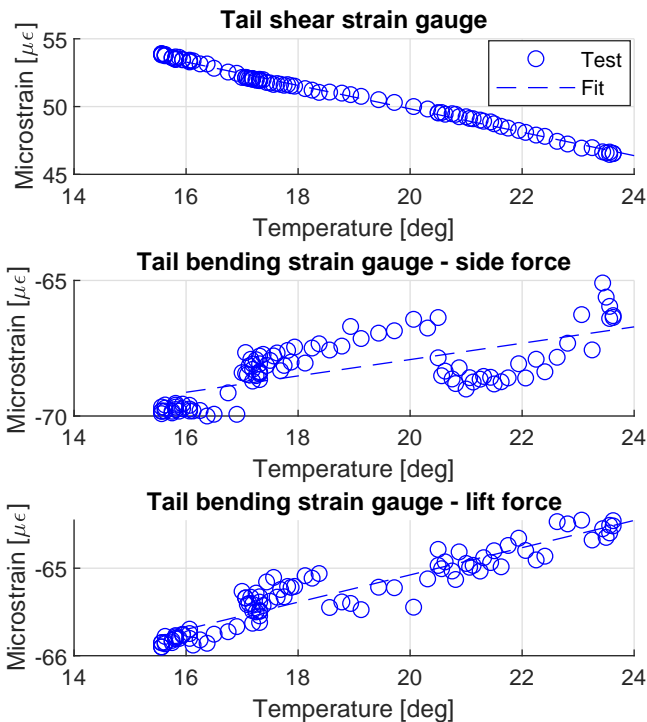 Tail shear strain gauge
55
50
45
Microstrain [με]
Test
Fit
14 16 18 20 22 24
Temperature [deg]
Tail bending strain gauge - side force
-65
-70
Microstrain [με]
14 16 18 20 22 24
Temperature [deg]
Tail bending strain gauge - lift force
-65
-66
Microstrain [με]
14 16 18 20 22 24
Temperature [deg]